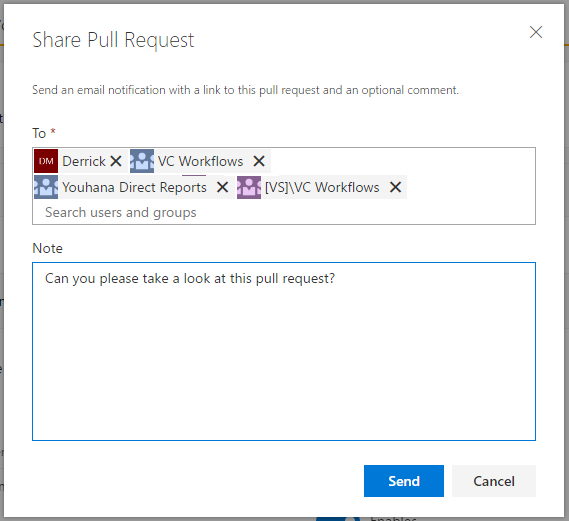 Share Pull Request
Send an email notification with a link to this pull request and an optional comment.
To *
DM Derrick VC Workflows
Youhana Direct Reports [VS]\VC Workflows
Search users and groups
Note
Can you please take a look at this pull request?
Send Cancel
Enables